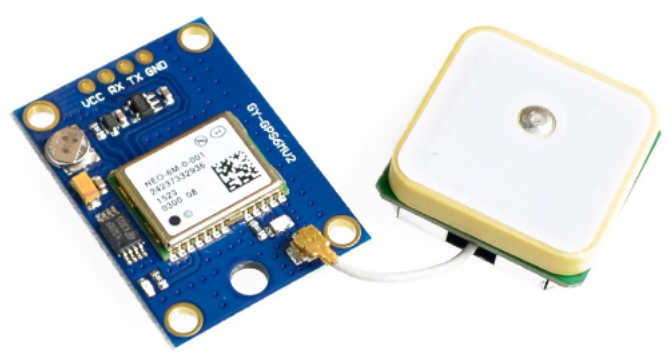 VCC RX TX GND
GY-GPS6MV2
NEO-6M-0-001
24237332936
1523
0300 08